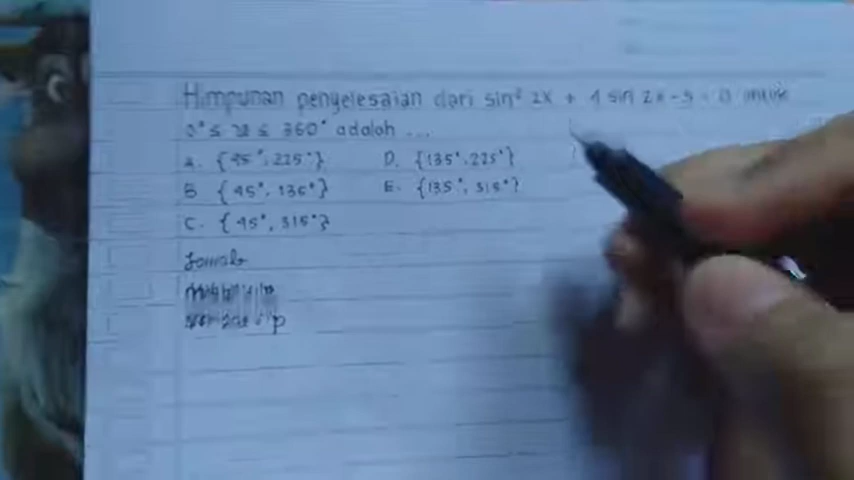 Himpunan penyelesaian dari sin² 2x + 4 sin 2x - 5 = 0 untuk
0° ≤ x ≤ 360° adalah ...
A. {45°, 225°}
D. {135°, 225°}
B {45°, 135°}
E. {135°, 315°}
C. {45°, 315°}
Jawab